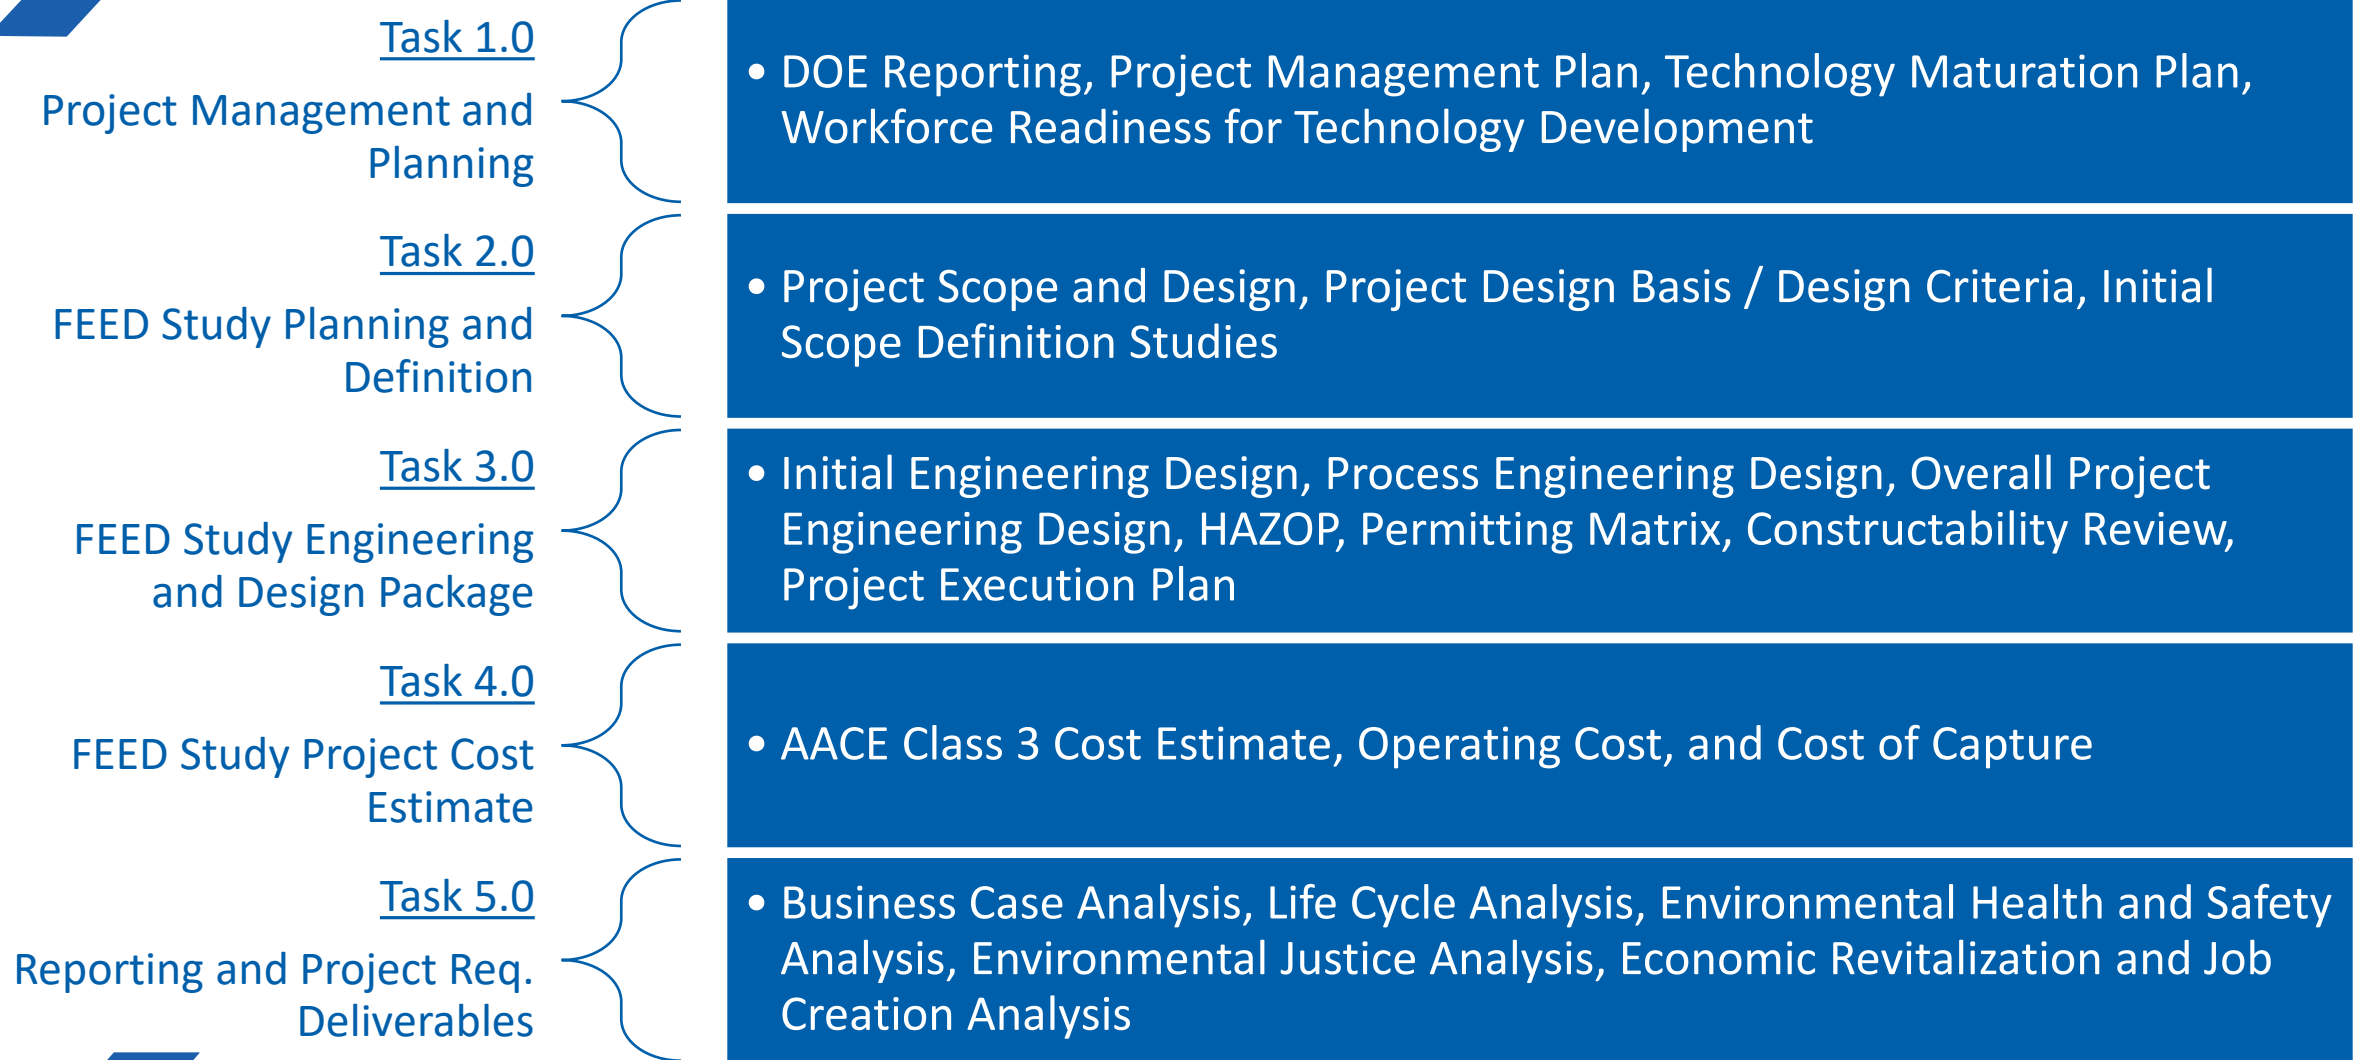 Task 1.0
Project Management and
Planning
• DOE Reporting, Project Management Plan, Technology Maturation Plan,
Workforce Readiness for Technology Development
Task 2.0
FEED Study Planning and
Definition
• Project Scope and Design, Project Design Basis / Design Criteria, Initial
Scope Definition Studies
Task 3.0
FEED Study Engineering
and Design Package
• Initial Engineering Design, Process Engineering Design, Overall Project
Engineering Design, HAZOP, Permitting Matrix, Constructability Review,
Project Execution Plan
Task 4.0
FEED Study Project Cost
Estimate
• AACE Class 3 Cost Estimate, Operating Cost, and Cost of Capture
Task 5.0
Reporting and Project Req.
Deliverables
• Business Case Analysis, Life Cycle Analysis, Environmental Health and Safety
Analysis, Environmental Justice Analysis, Economic Revitalization and Job
Creation Analysis